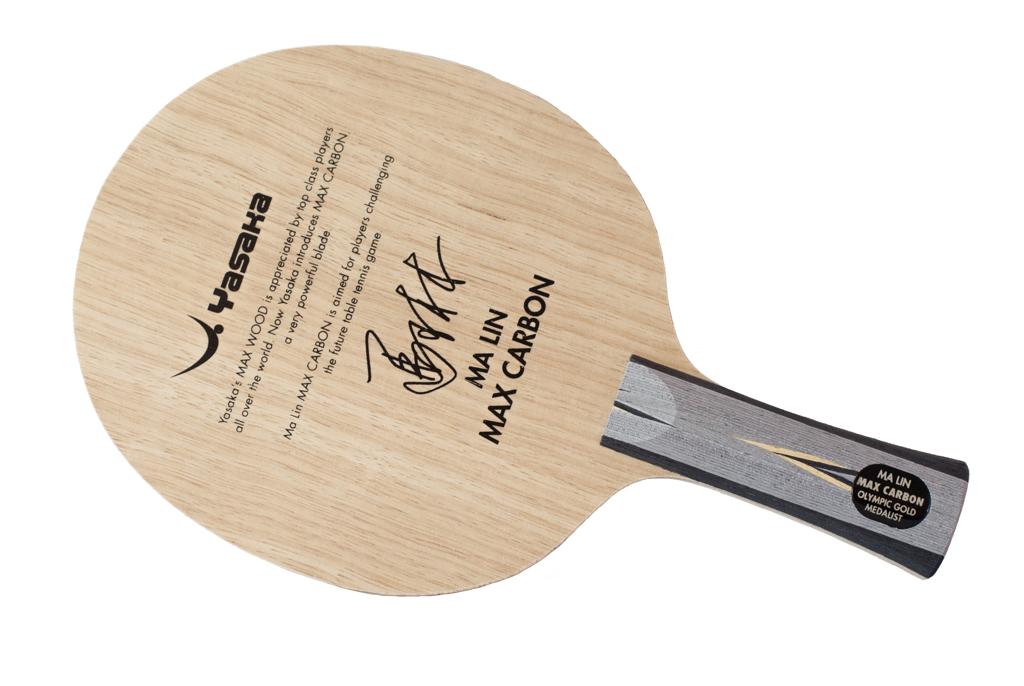 Yasaka
Yasaka's MAX WOOD is appreciated by top class players
all over the world. Now Yasaka introduces MAX CARBON
a very powerful blade
Ma Lin MAX CARBON is aimed for players challenging
the future table tennis game
MA LIN
MAX CARBON
MA LIN
MAX CARBON
OLYMPIC GOLD
MEDALIST